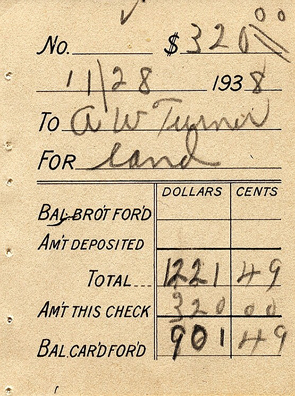 No. $ 320 00
11/28 1938
To A W Turner
For land
DOLLARS CENTS
BAL. BRO'T FOR'D
AM'T DEPOSITED
TOTAL 1221 49
AM'T THIS CHECK 320 00
BAL. CAR'D FOR'D 901 49